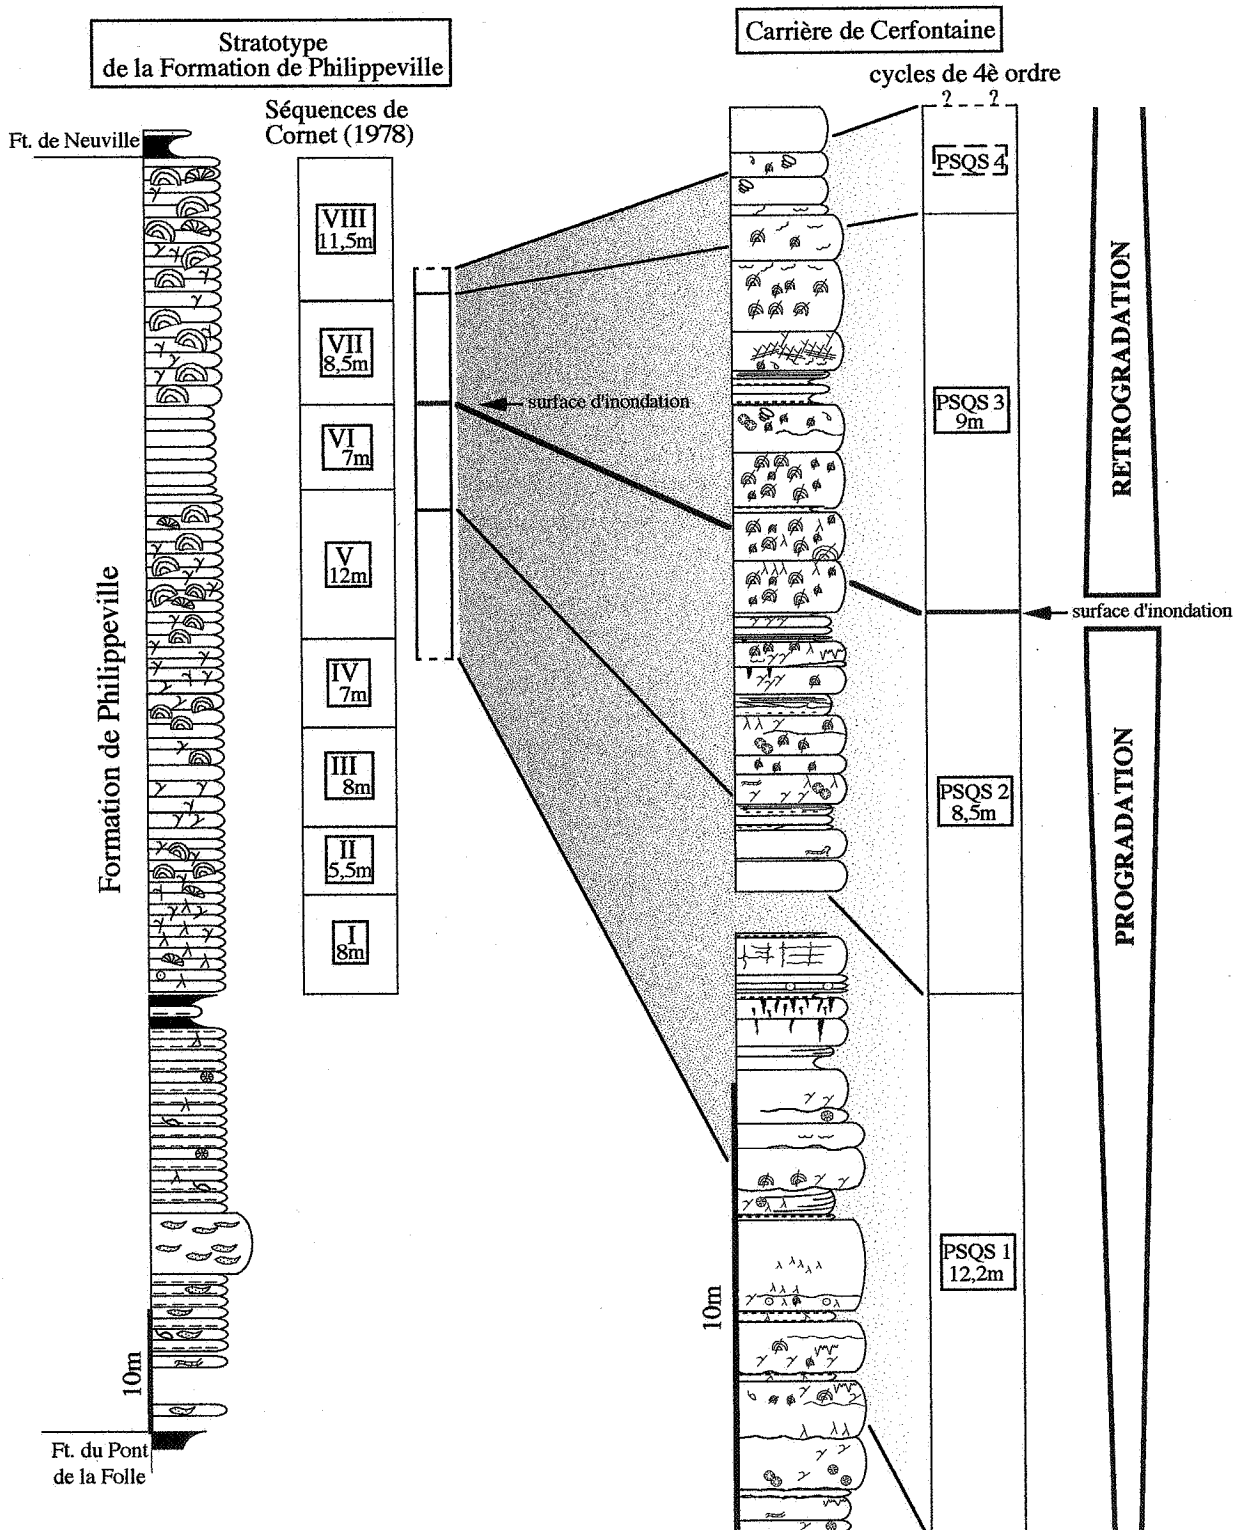 Stratotype
de la Formation de Philippeville
Carrière de Cerfontaine
Séquences de
Cornet (1978)
cycles de 4è ordre
? ?
Ft. de Neuville
VIII
11,5m
VII
8,5m
VI
7m
V
12m
IV
7m
III
8m
II
5,5m
I
8m
Formation de Philippeville
10m
Ft. du Pont
de la Folle
surface d'inondation
10m
PSQS 4
PSQS 3
9m
PSQS 2
8,5m
PSQS 1
12,2m
surface d'inondation
RETROGRADATION
PROGRADATION